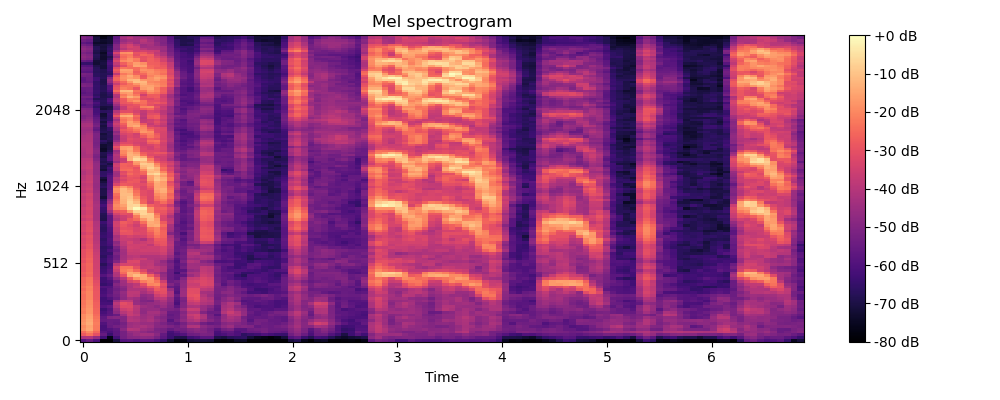 Mel spectrogram
Hz
2048
1024
512
0
0 1 2 3 4 5 6
Time
+0 dB
-10 dB
-20 dB
-30 dB
-40 dB
-50 dB
-60 dB
-70 dB
-80 dB